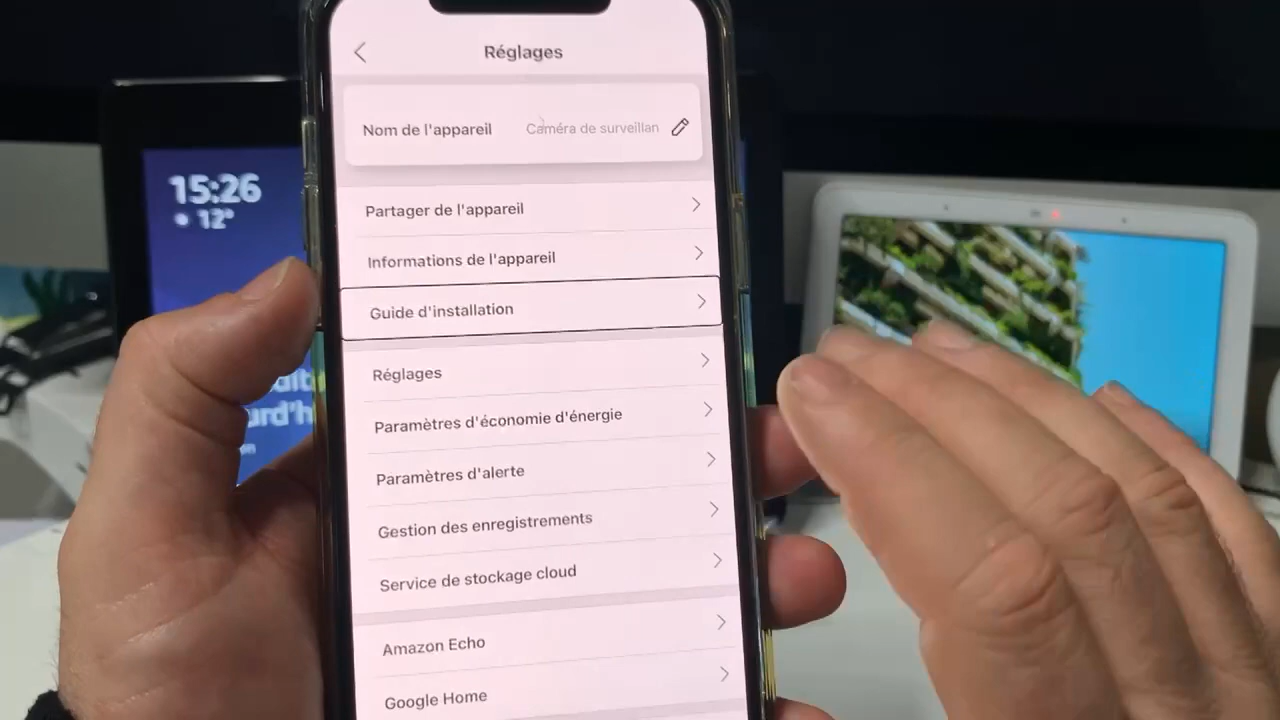 Réglages
Nom de l'appareil Caméra de surveillan
15:26
12°
Partager de l'appareil
Informations de l'appareil
Guide d'installation
Réglages
Paramètres d'économie d'énergie
Paramètres d'alerte
Gestion des enregistrements
Service de stockage cloud
Amazon Echo
Google Home